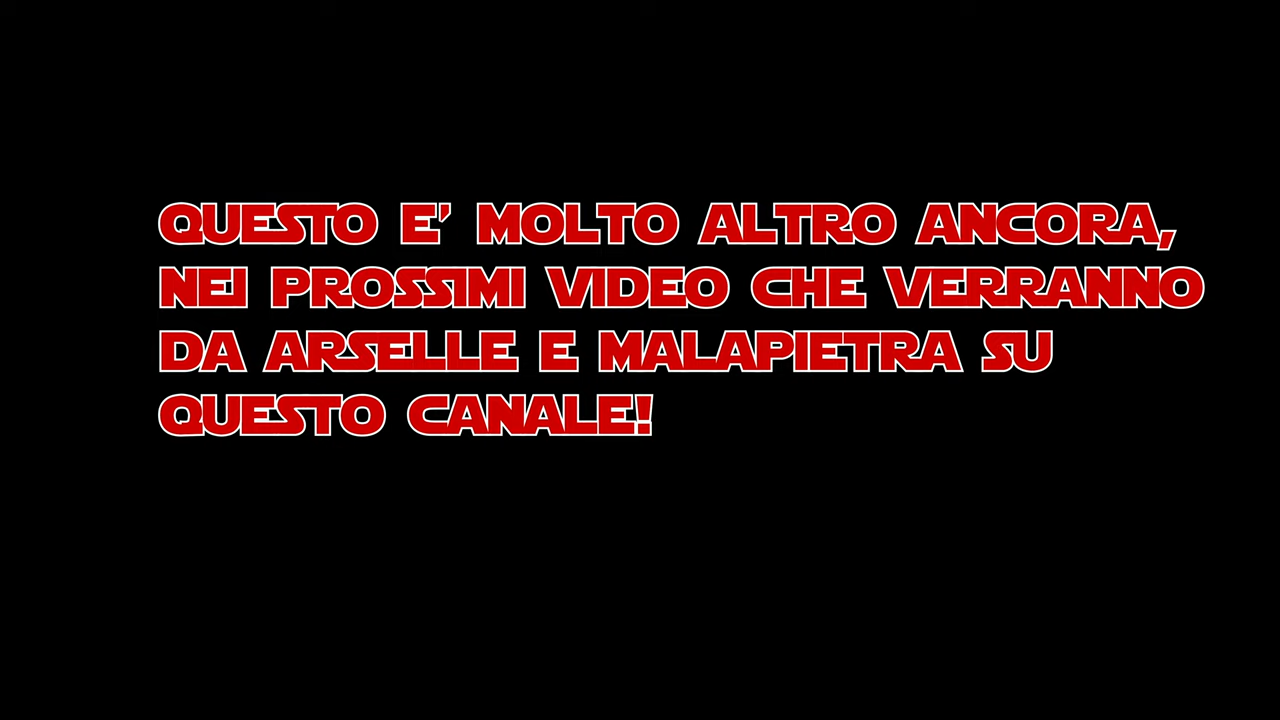 QUESTO E' MOLTO ALTRO ANCORA,
NEI PROSSIMI VIDEO CHE VERRANNO
DA ARSELLE E MALAPIETRA SU
QUESTO CANALE!